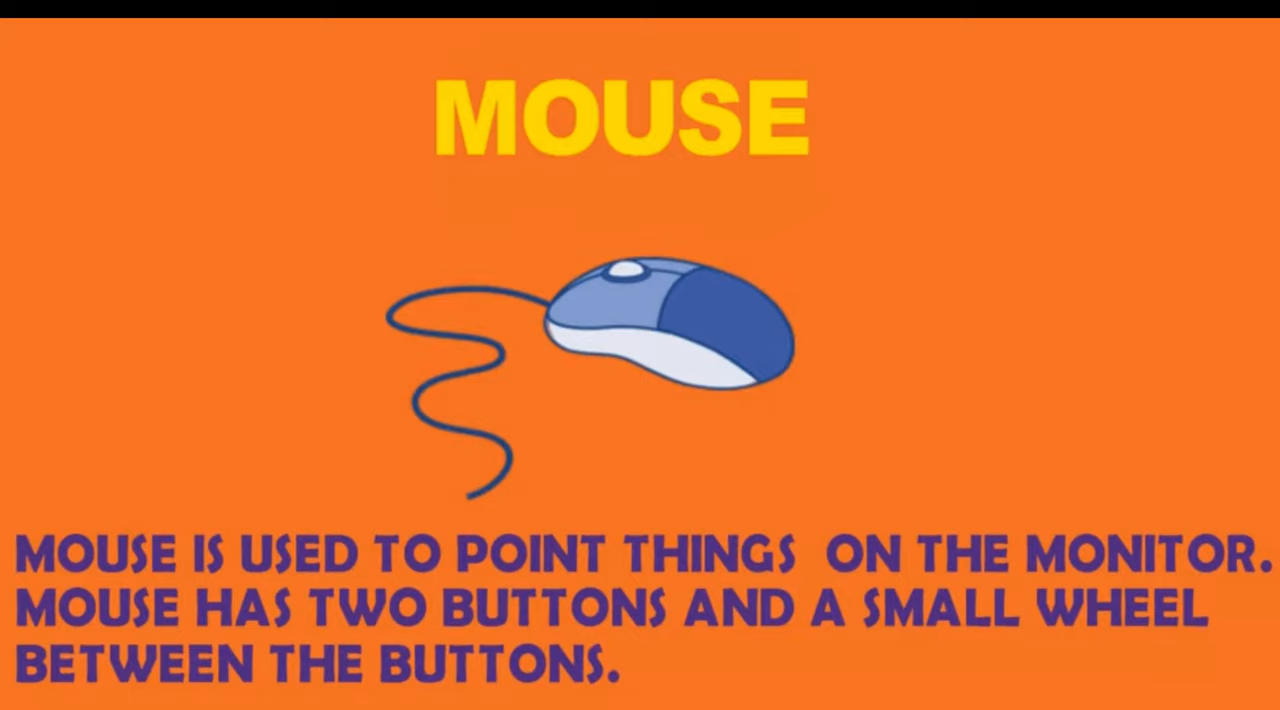 MOUSE
MOUSE IS USED TO POINT THINGS ON THE MONITOR.
MOUSE HAS TWO BUTTONS AND A SMALL WHEEL
BETWEEN THE BUTTONS.